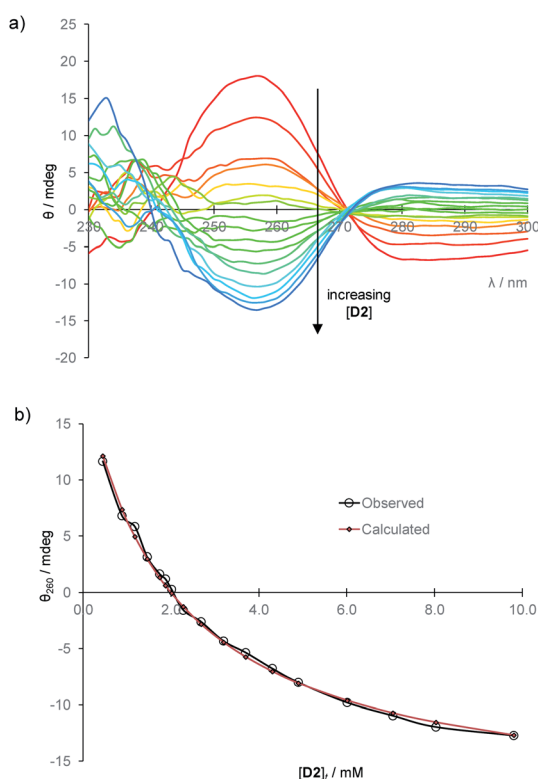 a)
25
20
15
10
5
0
-5
-10
-15
-20
θ / mdeg
230 240 250 260 270 280 290 300
λ / nm
increasing
[D2]
b)
15
10
5
0
-5
-10
-15
θ260 / mdeg
0.0 2.0 4.0 6.0 8.0 10.0
Observed
Calculated
[D2]t / mM